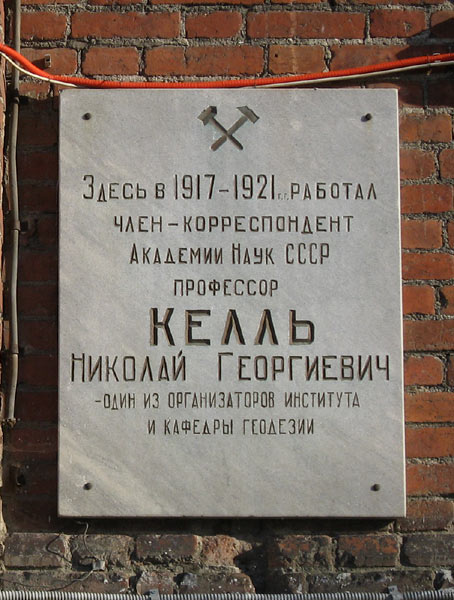 Здесь в 1917-1921 г.г. работал
член-корреспондент
Академии Наук СССР
профессор
КЕЛЛЬ
Николай Георгиевич
-один из организаторов института
и кафедры геодезии